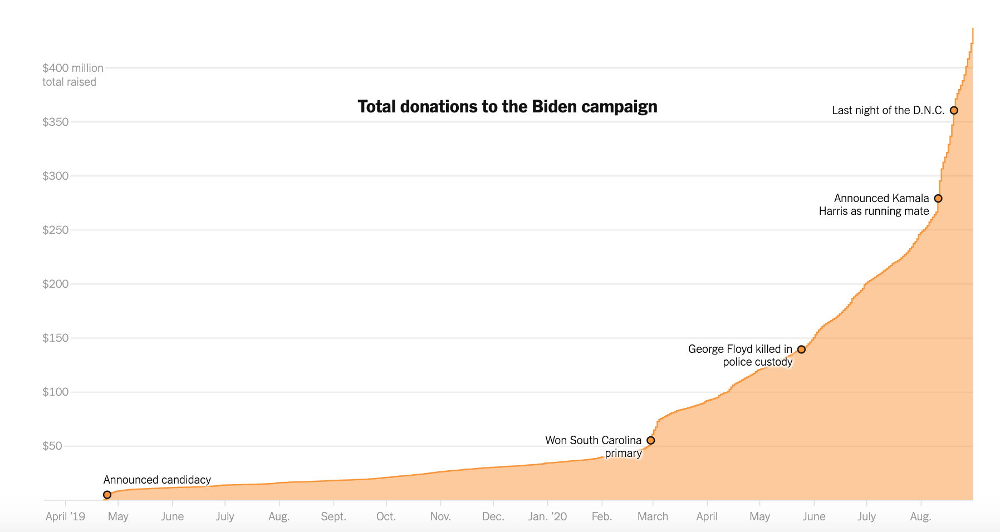 $400 million
total raised
Total donations to the Biden campaign
Last night of the D.N.C.
$350
$300
Announced Kamala
Harris as running mate
$250
$200
$150
George Floyd killed in
police custody
$100
Won South Carolina
primary
$50
Announced candidacy
April ’19 May June July Aug. Sept. Oct. Nov. Dec. Jan. ’20 Feb. March April May June July Aug.